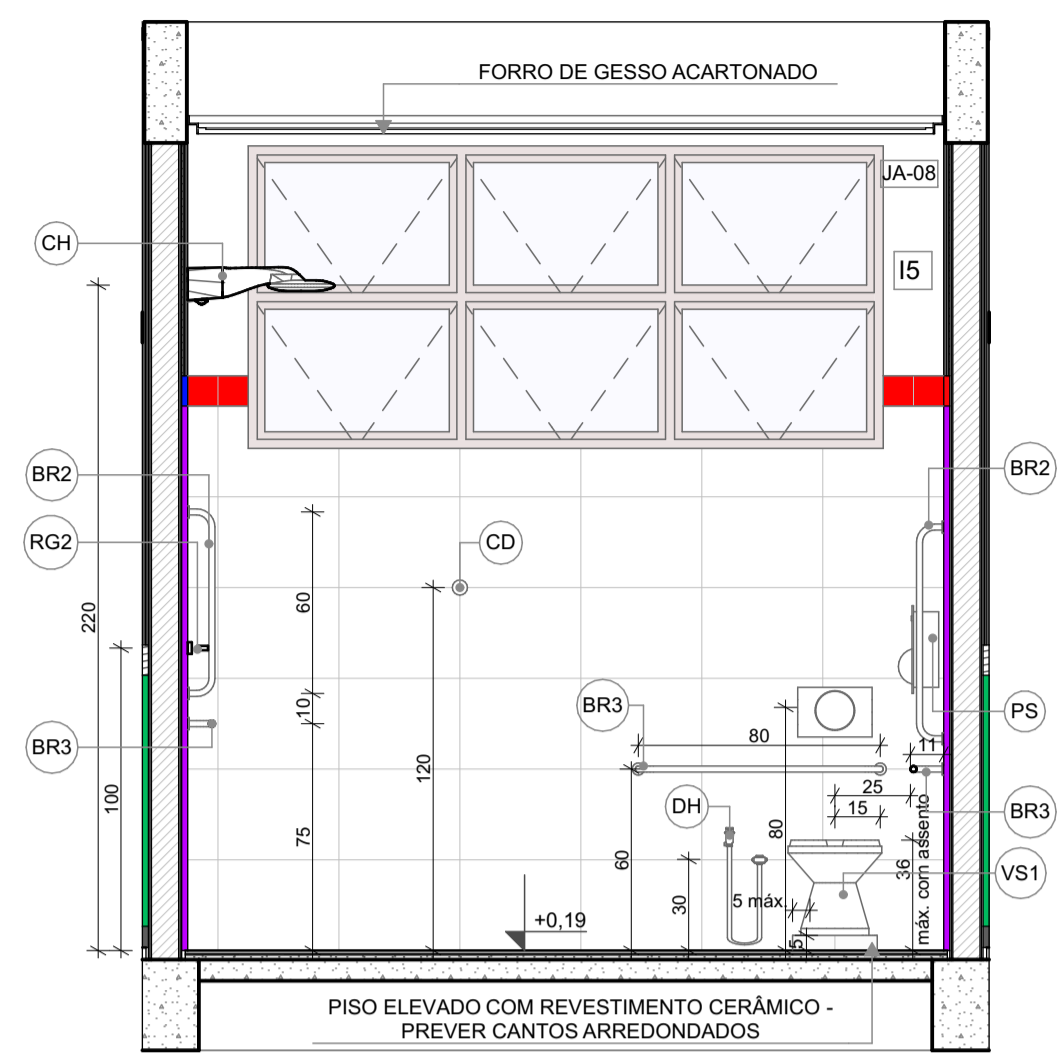 FORRO DE GESSO ACARTONADO
JA-08
CH
I5
BR2
BR2
RG2
CD
220
60
10
BR3
PS
BR3
80
11
120
100
25
BR3
DH
15
75
80
60
30
36
máx. com assento
VS1
5 máx.
5
+0,19
PISO ELEVADO COM REVESTIMENTO CERÂMICO -
PREVER CANTOS ARREDONDADOS